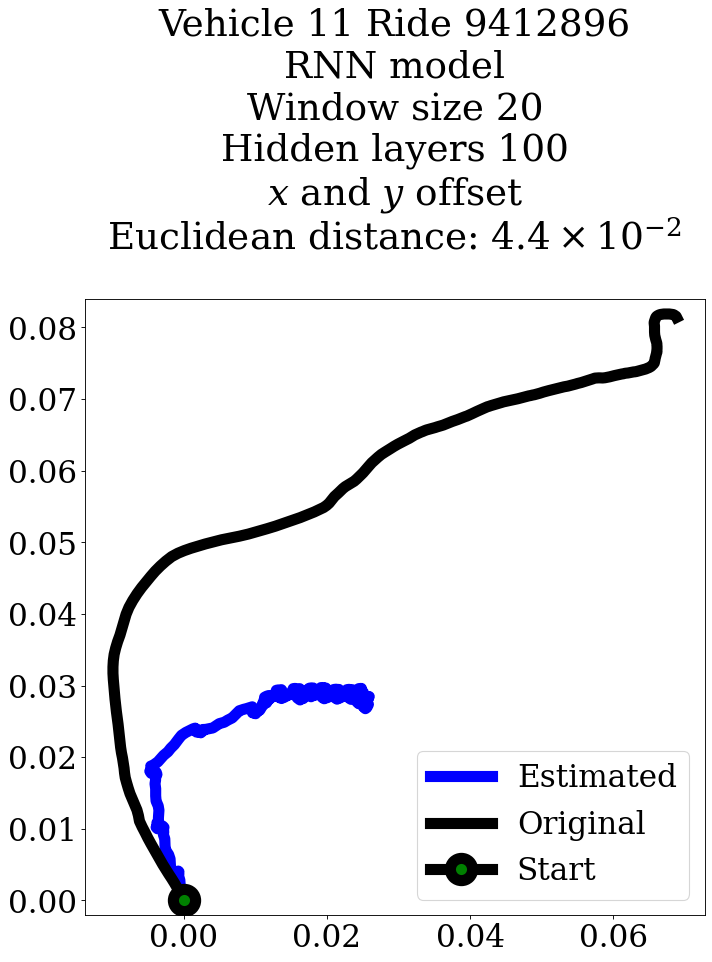 Vehicle 11 Ride 9412896
RNN model
Window size 20
Hidden layers 100
x and y offset
Euclidean distance: 4.4 × 10⁻²
0.08
0.07
0.06
0.05
0.04
0.03
0.02
0.01
0.00
Estimated
Original
Start
0.00 0.02 0.04 0.06